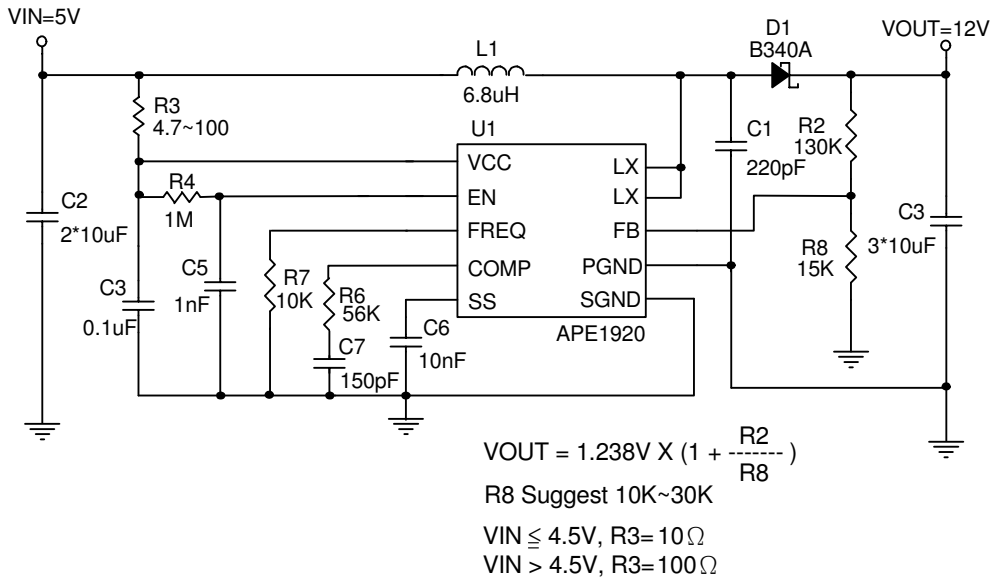 VIN=5V
L1
6.8uH
D1
B340A
VOUT=12V
R3
4.7~100
U1
VCC
EN
FREQ
COMP
SS
LX
LX
FB
PGND
SGND
APE1920
C1
220pF
R2
130K
R4
1M
C2
2*10uF
C3
0.1uF
C5
1nF
R7
10K
R6
56K
C7
150pF
C6
10nF
R8
15K
C3
3*10uF
VOUT = 1.238V X (1 + R2
------- )
R8
R8 Suggest 10K~30K
VIN ≦ 4.5V, R3= 10Ω
VIN > 4.5V, R3= 100Ω